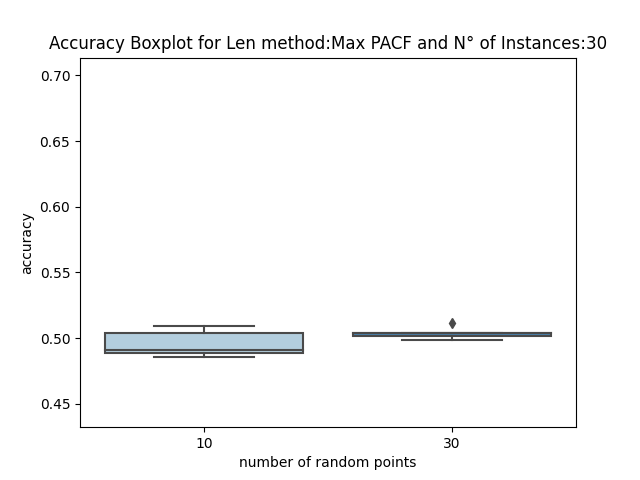 Accuracy Boxplot for Len method:Max PACF and N° of Instances:30
0.70
0.65
0.60
0.55
0.50
0.45
accuracy
10 30
number of random points